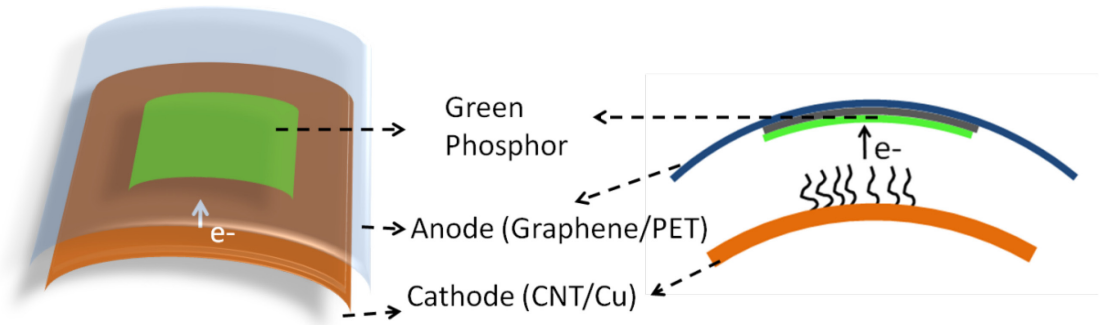 Green
Phosphor
e-
e-
Anode (Graphene/PET)
Cathode (CNT/Cu)